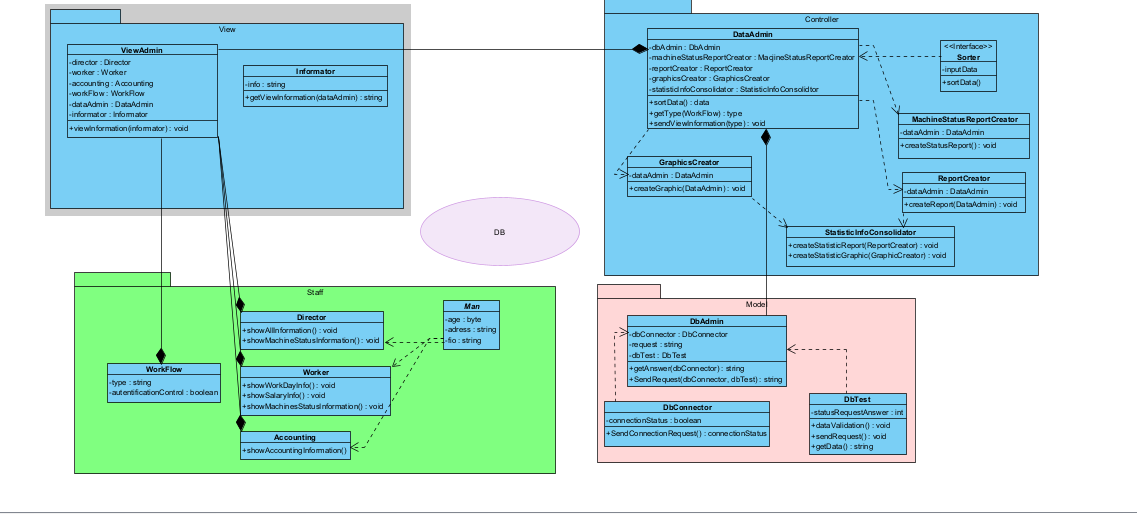 View
ViewAdmin
-director : Director
-worker : Worker
-accounting : Accounting
-workFlow : WorkFlow
-dataAdmin : DataAdmin
-informator : Informator
+viewInformation(informator) : void
Informator
-info : string
+getViewInformation(dataAdmin) : string
Controller
DataAdmin
-dbAdmin : DbAdmin
-machineStatusReportCreator : MaqineStatusReportCreator
-reportCreator : ReportCreator
-graphicsCreator : GraphicsCreator
-statisticInfoConsolidator : StatisticInfoConsolidtor
+sortData() : data
+getType(WorkFlow) : type
+sendViewInformation(type) : void
<<Interface>>
Sorter
-inputData
+sortData()
MachineStatusReportCreator
-dataAdmin : DataAdmin
+createStatusReport() : void
GraphicsCreator
-dataAdmin : DataAdmin
+createGraphic(DataAdmin) : void
ReportCreator
-dataAdmin : DataAdmin
+createReport(DataAdmin) : void
StatisticInfoConsolidator
+createStatisticReport(ReportCreator) : void
+createStatisticGraphic(GraphicCreator) : void
DB
Staff
Director
+showAllInformation() : void
+showMachineStatusInformation() : void
Man
-age : byte
-adress : string
-fio : string
WorkFlow
-type : string
-autentificationControl : boolean
Worker
+showWorkDayInfo() : void
+showSalaryInfo() : void
+showMachinesStatusInformation() : void
Accounting
+showAccountingInformation()
Model
DbAdmin
-dbConnector : DbConnector
-request : string
-dbTest : DbTest
+getAnswer(dbConnector) : string
+SendRequest(dbConnector, dbTest) : string
DbConnector
-connectionStatus : boolean
+SendConnectionRequest() : connectionStatus
DbTest
-statusRequestAnswer : int
+dataValidation() : void
+sendRequest() : void
+getData() : string